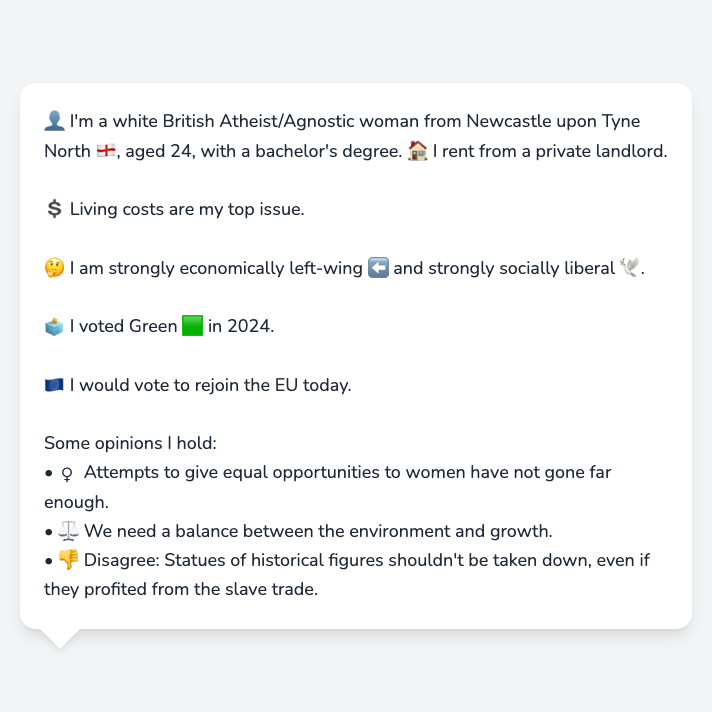 👤 I'm a white British Atheist/Agnostic woman from Newcastle upon Tyne
North 🏴󠁧󠁢󠁥󠁮󠁧󠁿, aged 24, with a bachelor's degree. 🏠 I rent from a private landlord.
💲 Living costs are my top issue.
🤔 I am strongly economically left-wing ⬅️ and strongly socially liberal 🕊️.
🗳️ I voted Green 🟩 in 2024.
🇪🇺 I would vote to rejoin the EU today.
Some opinions I hold:
• ♀️ Attempts to give equal opportunities to women have not gone far
enough.
• ⚖️ We need a balance between the environment and growth.
• 👎 Disagree: Statues of historical figures shouldn't be taken down, even if
they profited from the slave trade.